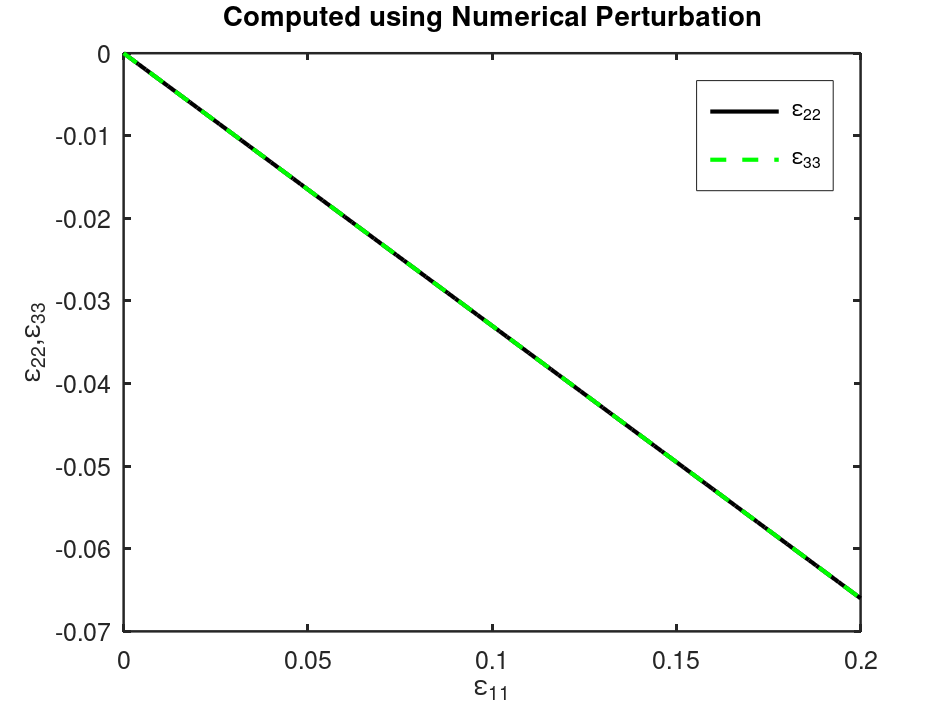 Computed using Numerical Perturbation
0
-0.01
-0.02
-0.03
-0.04
-0.05
-0.06
-0.07
ε22,ε33
ε22
ε33
0 0.05 0.1 0.15 0.2
ε11